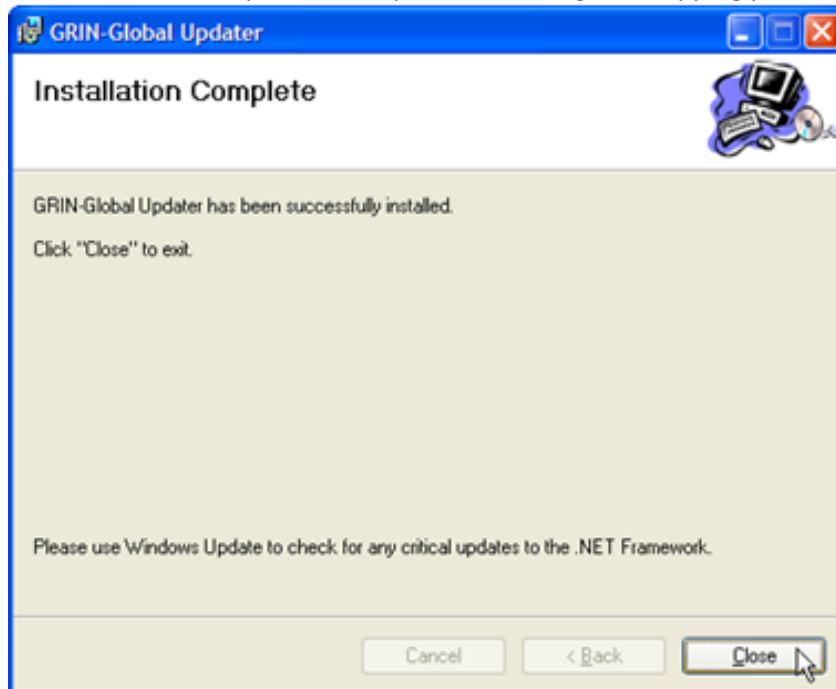 GRIN-Global Updater
Installation Complete
GRIN-Global Updater has been successfully installed.
Click "Close" to exit.
Please use Windows Update to check for any critical updates to the .NET Framework.
Cancel
< Back
Close